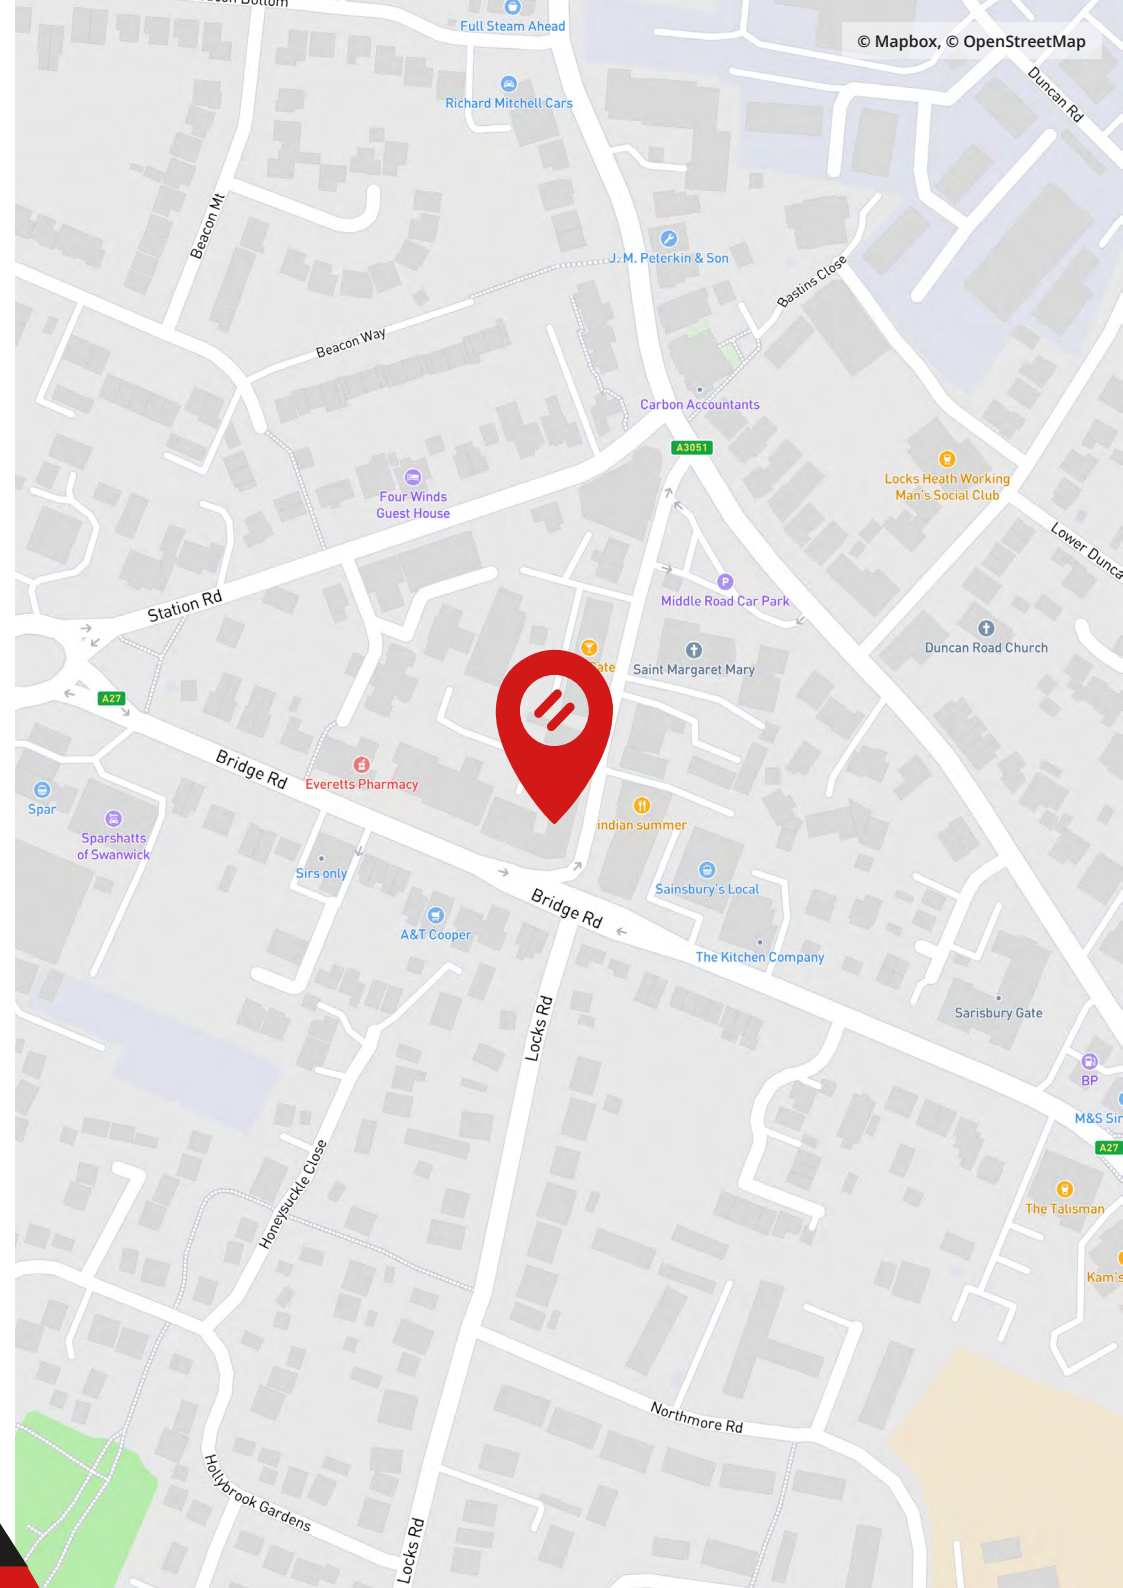 Full Steam Ahead
© Mapbox, © OpenStreetMap
Duncan Rd
Richard Mitchell Cars
Beacon Mt
J. M. Peterkin & Son
Bastins Close
Beacon Way
Carbon Accountants
A3051
Locks Heath Working
Man's Social Club
Four Winds
Guest House
Lower Dunca
P
Middle Road Car Park
Station Rd
Duncan Road Church
Saint Margaret Mary
A27
Bridge Rd
Everetts Pharmacy
Spar
Sparshatts
of Swanwick
indian summer
Sirs only
Sainsbury's Local
Bridge Rd
A&T Cooper
The Kitchen Company
Locks Rd
Sarisbury Gate
BP
M&S Sim
A27
Honeysuckle Close
The Talisman
Kam's
Northmore Rd
Hollybrook Gardens
Locks Rd